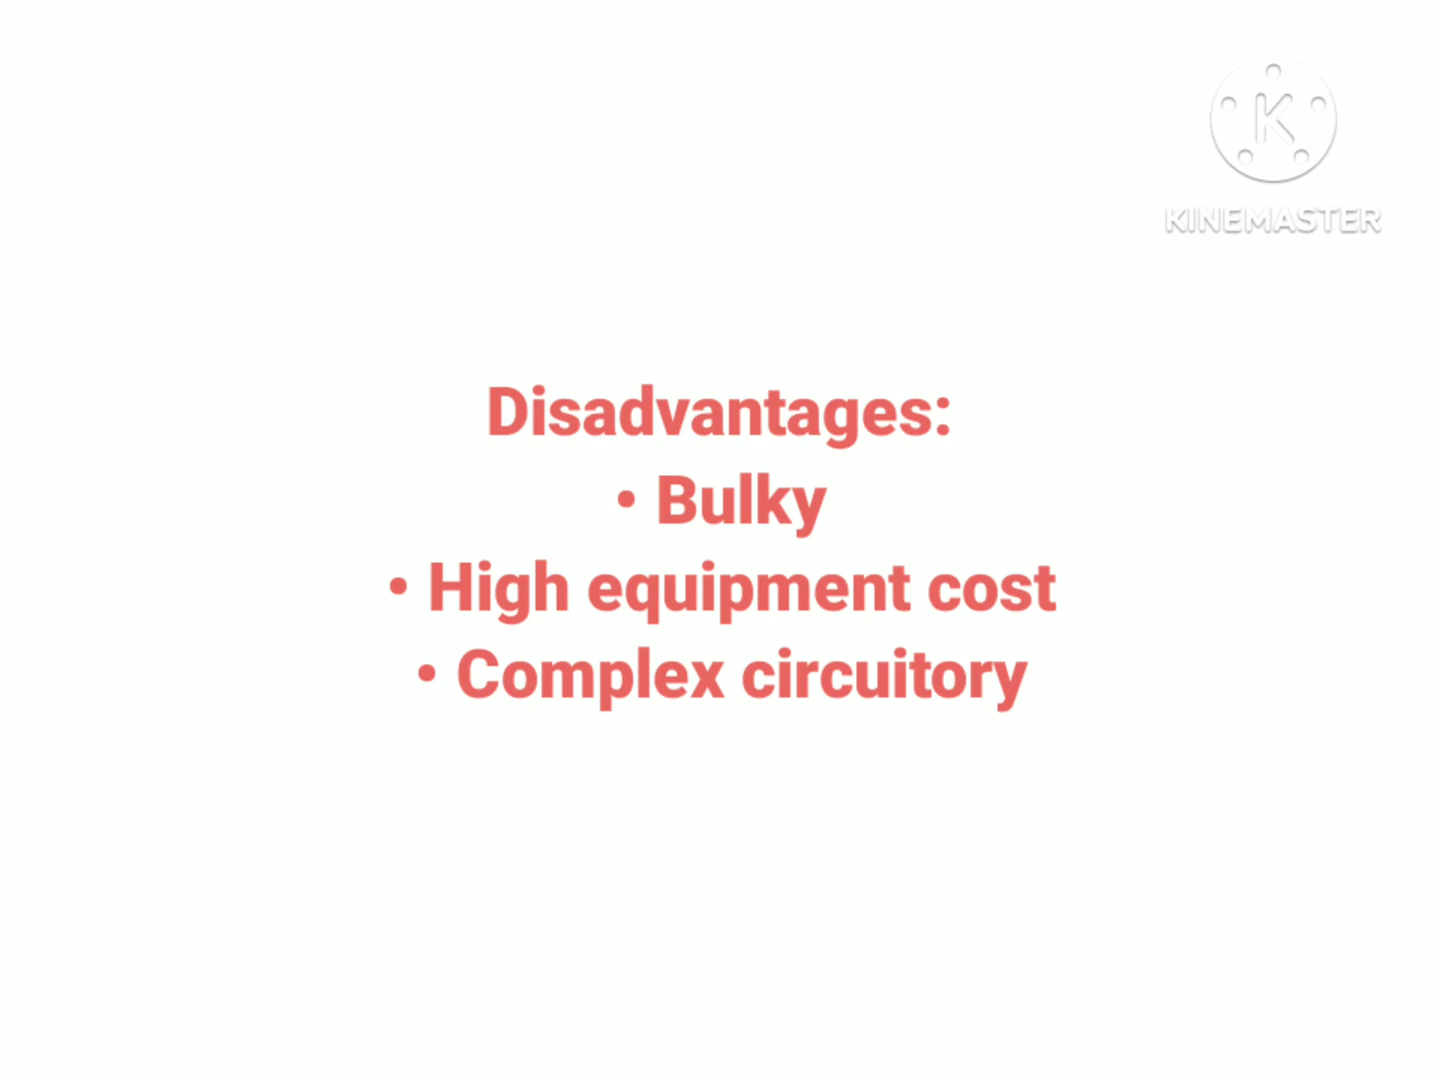 KINEMASTER
Disadvantages:
• Bulky
• High equipment cost
• Complex circuitory